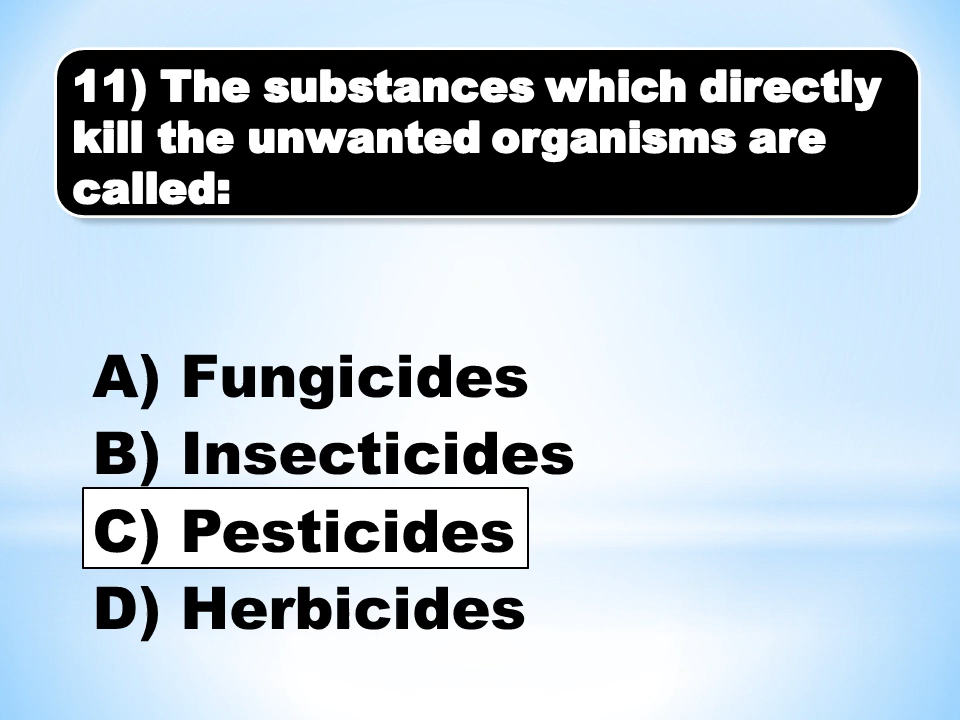 11) The substances which directly
kill the unwanted organisms are
called:
A) Fungicides
B) Insecticides
C) Pesticides
D) Herbicides